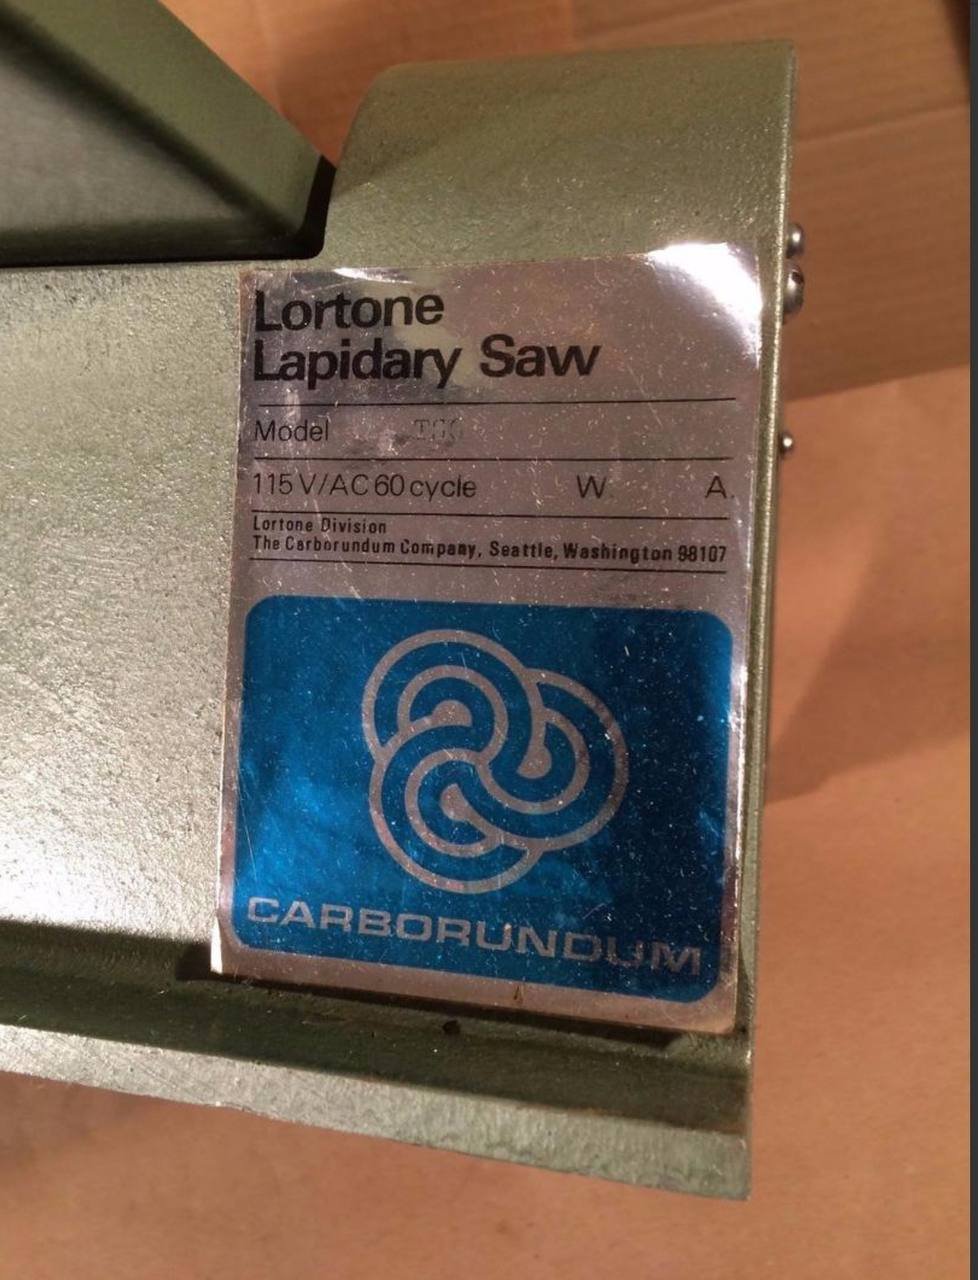 Lortone
Lapidary Saw
Model
115 V/AC 60 cycle W. A.
Lortone Division
The Carborundum Company, Seattle, Washington 98107
CARBORUNDUM